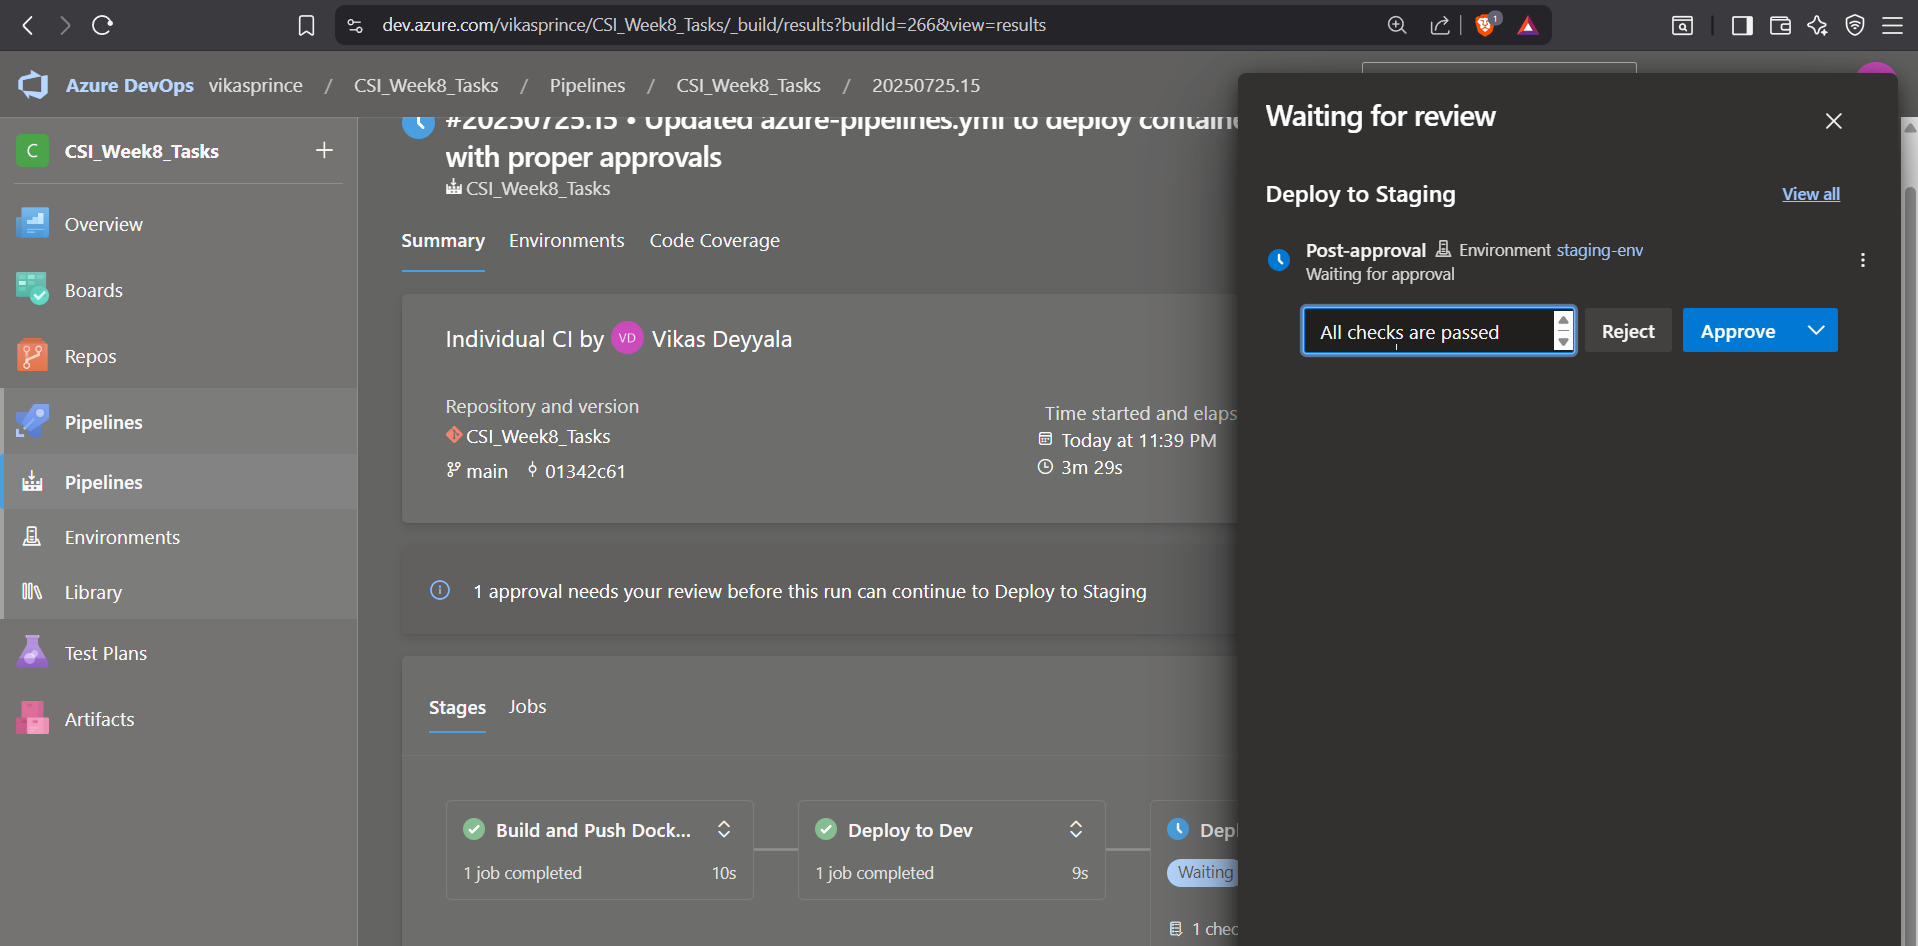 dev.azure.com/vikasprince/CSI_Week8_Tasks/_build/results?buildId=266&view=results
1
Azure DevOps vikasprince / CSI_Week8_Tasks / Pipelines / CSI_Week8_Tasks / 20250725.15
C CSI_Week8_Tasks
Overview
Boards
Repos
Pipelines
Pipelines
Environments
Library
Test Plans
Artifacts
#20250725.15 • Updated azure-pipelines.yml to deploy containe
with proper approvals
CSI_Week8_Tasks
Summary Environments Code Coverage
Individual CI by VD Vikas Deyyala
Repository and version
CSI_Week8_Tasks
main 01342c61
Time started and elaps
Today at 11:39 PM
3m 29s
1 approval needs your review before this run can continue to Deploy to Staging
Stages Jobs
Build and Push Dock...
1 job completed 10s
Deploy to Dev
1 job completed 9s
Depl
Waiting
1 chec
Waiting for review
Deploy to Staging View all
Post-approval Environment staging-env
Waiting for approval
All checks are passed Reject Approve